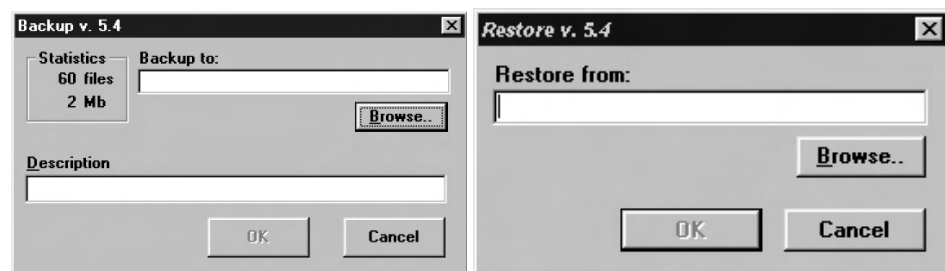 Backup v. 5.4
Statistics
60 files
2 Mb
Backup to:
Browse..
Description
OK
Cancel
Restore v. 5.4
Restore from:
Browse..
OK
Cancel